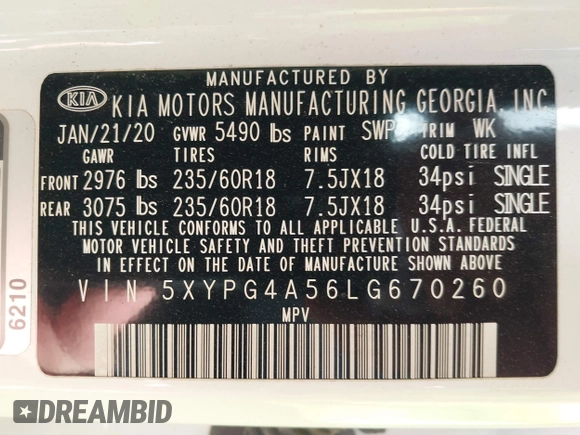 MANUFACTURED BY
KIA KIA MOTORS MANUFACTURING GEORGIA, INC
JAN/21/20 GVWR 5490 lbs PAINT SWP TRIM WK
GAWR TIRES RIMS COLD TIRE INFL
FRONT 2976 lbs 235/60R18 7.5JX18 34psi SINGLE
REAR 3075 lbs 235/60R18 7.5JX18 34psi SINGLE
THIS VEHICLE CONFORMS TO ALL APPLICABLE U.S.A. FEDERAL
MOTOR VEHICLE SAFETY AND THEFT PREVENTION STANDARDS
IN EFFECT ON THE DATE OF MANUFACTURE SHOWN ABOVE.
VIN 5XYPG4A56LG670260
MPV
6210
DREAMBID